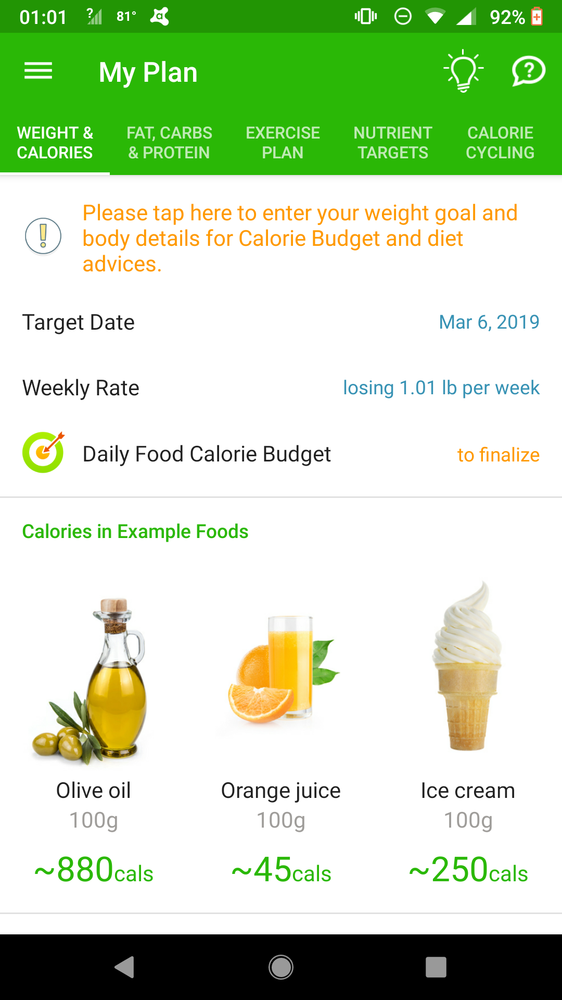 01:01
?
81°
92%
My Plan
?
WEIGHT & CALORIES
FAT, CARBS & PROTEIN
EXERCISE PLAN
NUTRIENT TARGETS
CALORIE CYCLING
Please tap here to enter your weight goal and
body details for Calorie Budget and diet
advices.
Target Date
Mar 6, 2019
Weekly Rate
losing 1.01 lb per week
Daily Food Calorie Budget
to finalize
Calories in Example Foods
Olive oil
100g
~880cals
Orange juice
100g
~45cals
Ice cream
100g
~250cals